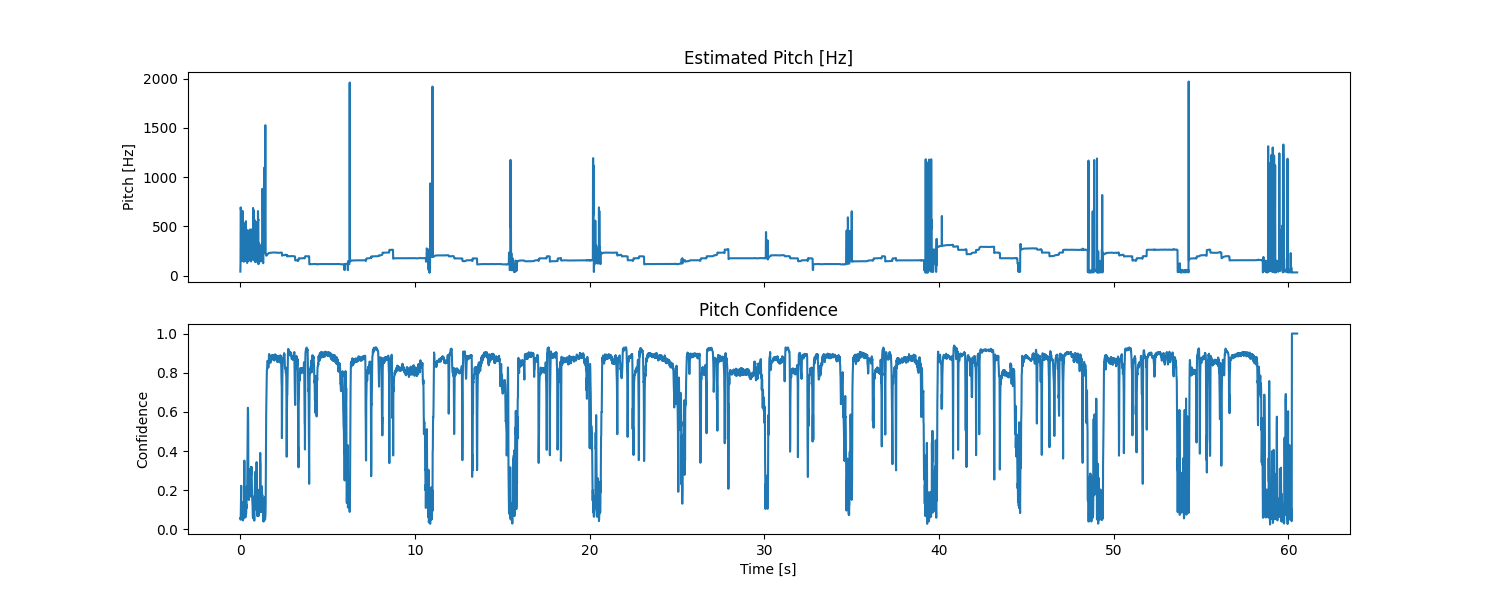 Estimated Pitch [Hz]
2000
1500
1000
500
0
Pitch [Hz]
Pitch Confidence
1.0
0.8
0.6
0.4
0.2
0.0
Confidence
0 10 20 30 40 50 60
Time [s]